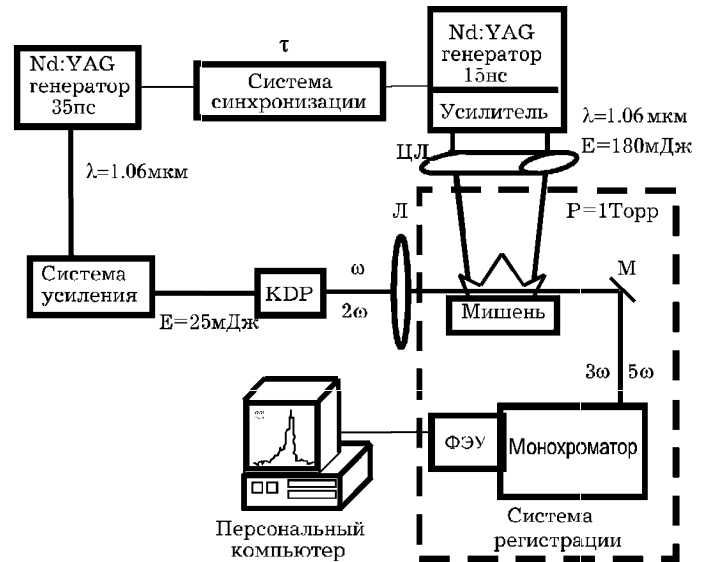 τ
Nd:YAG
генератор
35пс
Система
синхронизации
Nd:YAG
генератор
15нс
Усилитель
λ=1.06 мкм
E=180мДж
ЦЛ
λ=1.06мкм
P=1Торр
Л
Система
усиления
E=25мДж
KDP
ω
2ω
Мишень
М
3ω 5ω
ФЭУ
Монохроматор
Система
регистрации
Персональный
компьютер